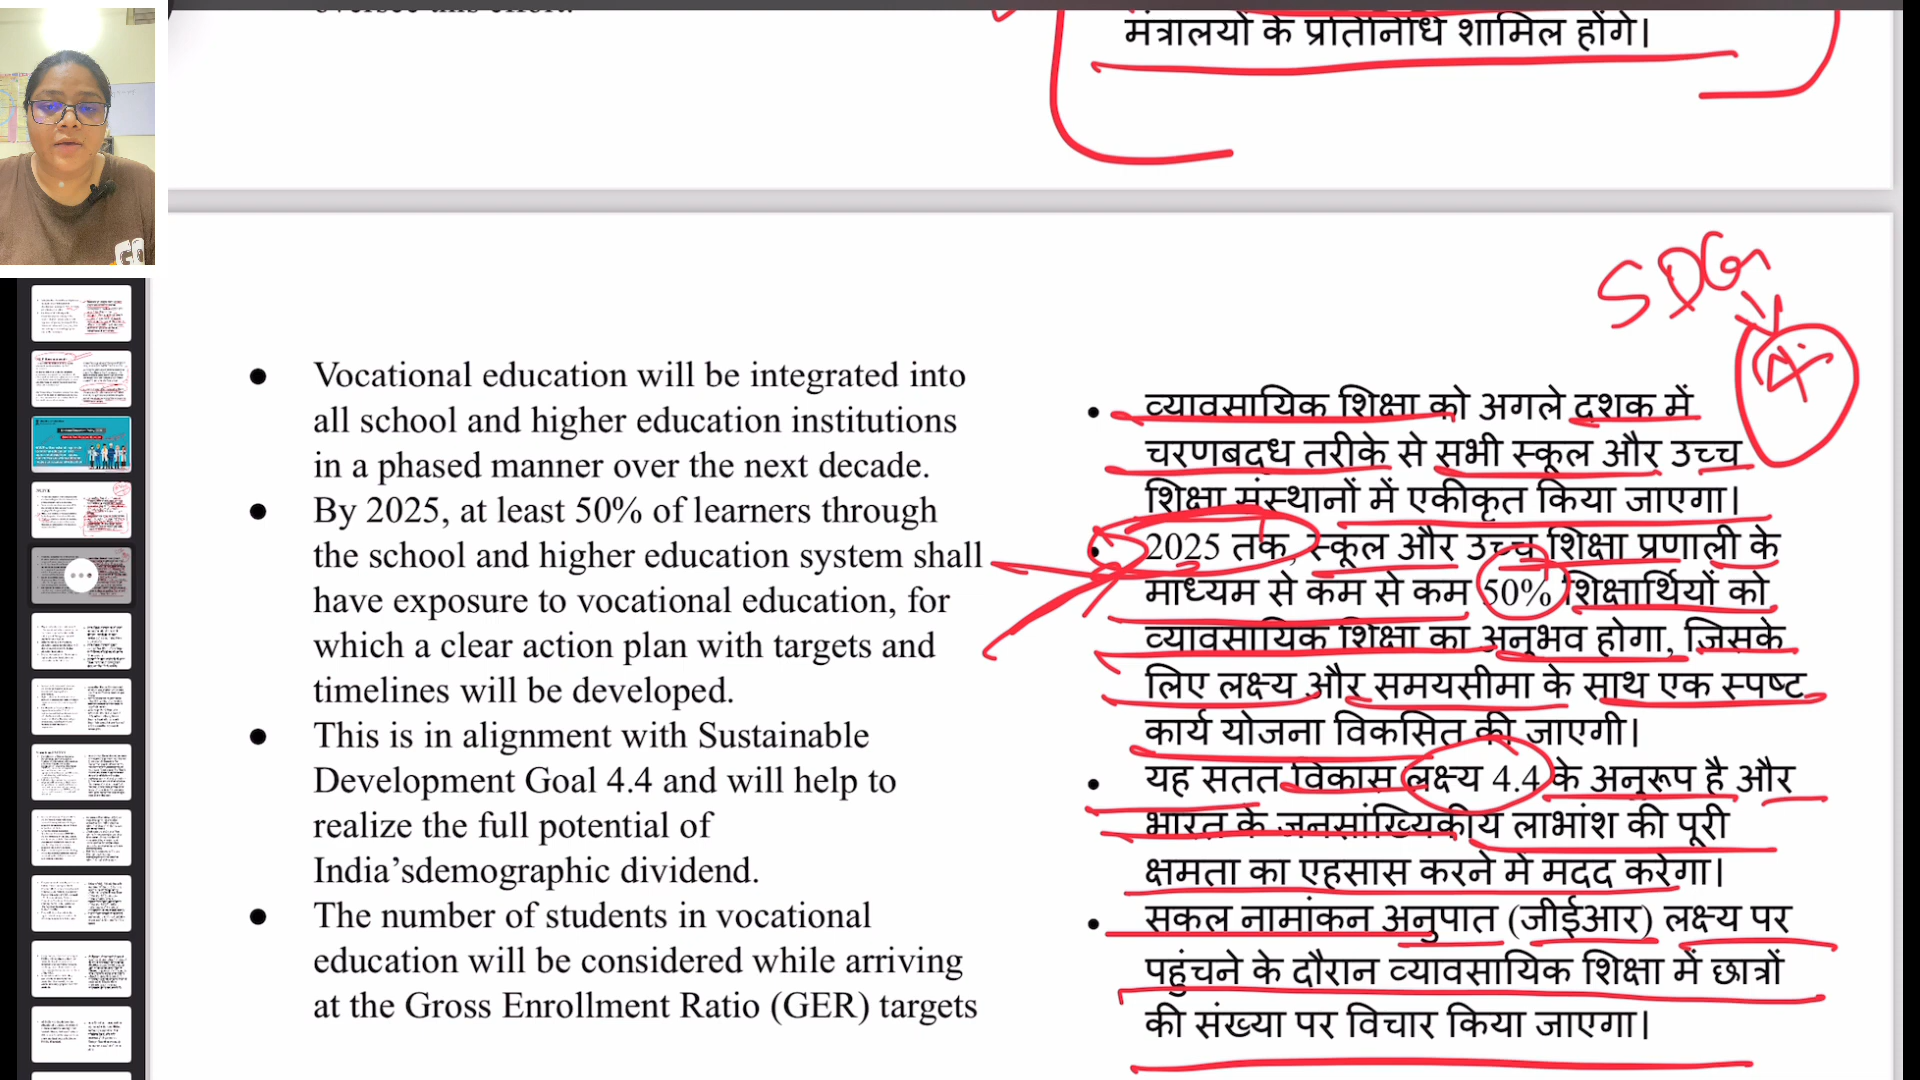 oversee this effort.
मंत्रालयों के प्रतिनिधि शामिल होंगे।
SDG
4
Vocational education will be integrated into
all school and higher education institutions
in a phased manner over the next decade.
By 2025, at least 50% of learners through
the school and higher education system shall
have exposure to vocational education, for
which a clear action plan with targets and
timelines will be developed.
This is in alignment with Sustainable
Development Goal 4.4 and will help to
realize the full potential of
India’sdemographic dividend.
The number of students in vocational
education will be considered while arriving
at the Gross Enrollment Ratio (GER) targets
व्यावसायिक शिक्षा को अगले दशक में
चरणबद्ध तरीके से सभी स्कूल और उच्च
शिक्षा संस्थानों में एकीकृत किया जाएगा।
2025 तक, स्कूल और उच्च शिक्षा प्रणाली के
माध्यम से कम से कम 50% शिक्षार्थियों को
व्यावसायिक शिक्षा का अनुभव होगा, जिसके
लिए लक्ष्य और समयसीमा के साथ एक स्पष्ट
कार्य योजना विकसित की जाएगी।
यह सतत विकास लक्ष्य 4.4 के अनुरूप है और
भारत के जनसांख्यिकीय लाभांश की पूरी
क्षमता का एहसास करने में मदद करेगा।
सकल नामांकन अनुपात (जीईआर) लक्ष्य पर
पहुंचने के दौरान व्यावसायिक शिक्षा में छात्रों
की संख्या पर विचार किया जाएगा।